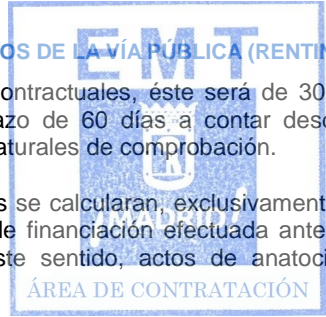 OS DE LA VÍA PÚBLICA (RENTIN
EMT
ontractuales, éste será de 30
azo de 60 días a contar desd
aturales de comprobación.
s se calcularan, exclusivament
de financiación efectuada ante
ste sentido, actos de anatoci
¡MADRID!
ÁREA DE CONTRATACIÓN